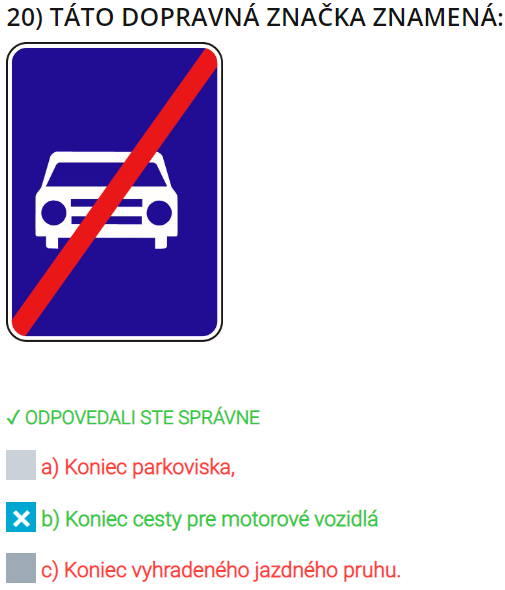 20) TÁTO DOPRAVNÁ ZNAČKA ZNAMENÁ:
✓ ODPOVEDALI STE SPRÁVNE
a) Koniec parkoviska,
b) Koniec cesty pre motorové vozidlá
c) Koniec vyhradeného jazdného pruhu.